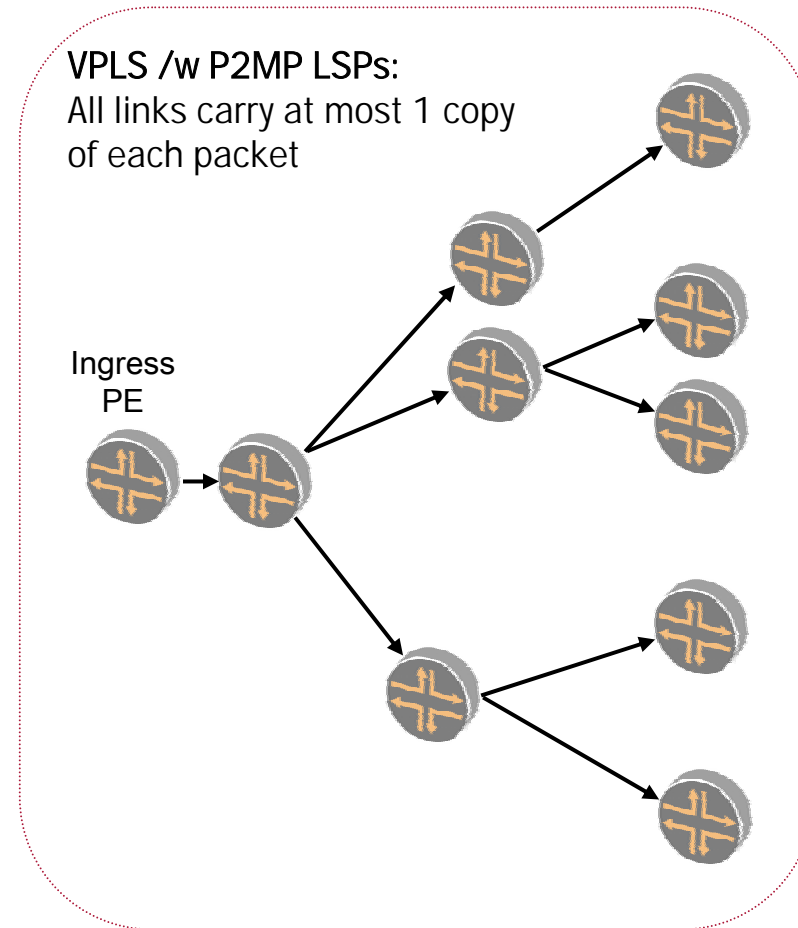 VPLS /w P2MP LSPs:
All links carry at most 1 copy
of each packet
Ingress
PE